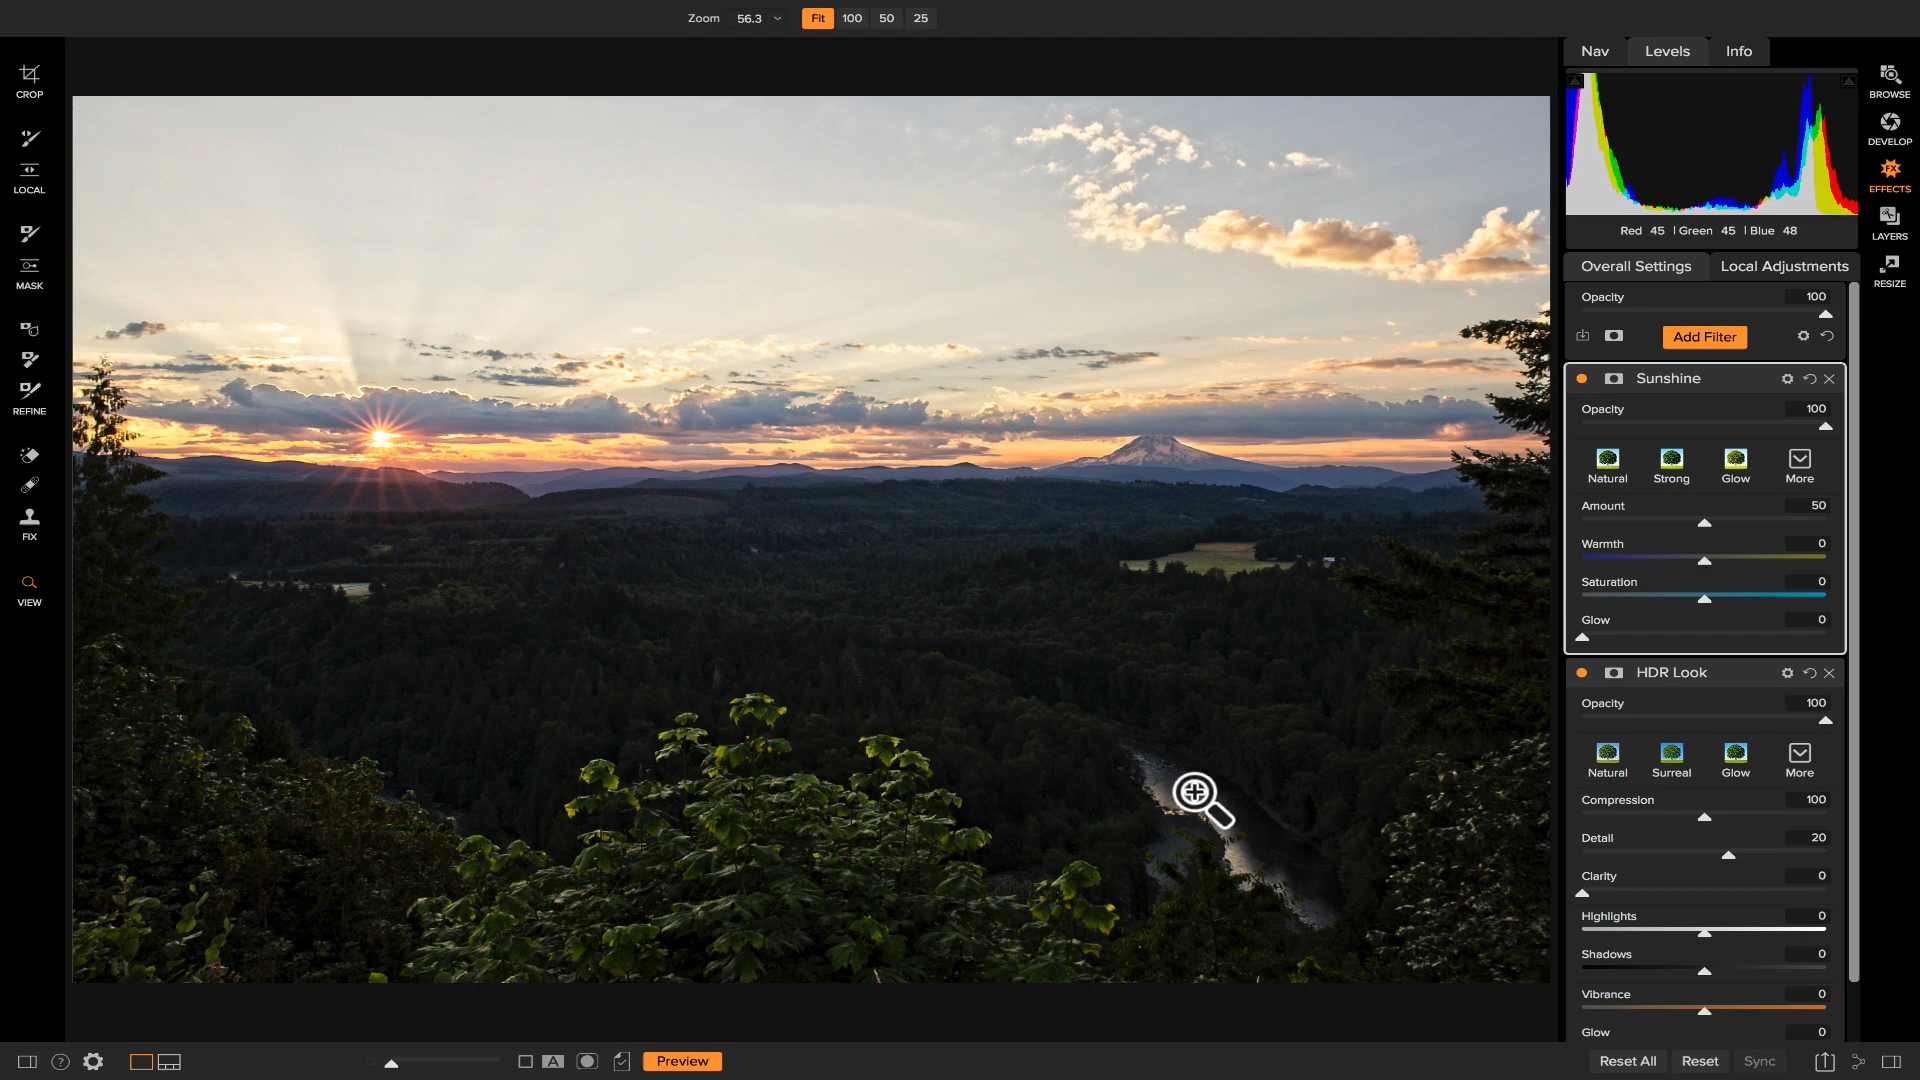 Zoom 56.3 Fit 100 50 25
Nav Levels Info
CROP
LOCAL
MASK
REFINE
FIX
VIEW
Red 45 | Green 45 | Blue 48
Overall Settings Local Adjustments
Opacity 100
Add Filter
Sunshine
Opacity 100
Natural Strong Glow More
Amount 50
Warmth 0
Saturation 0
Glow 0
HDR Look
Opacity 100
Natural Surreal Glow More
Compression 100
Detail 20
Clarity 0
Highlights 0
Shadows 0
Vibrance 0
Glow 0
BROWSE
DEVELOP
FX
EFFECTS
LAYERS
RESIZE
? A Preview Reset All Reset Sync